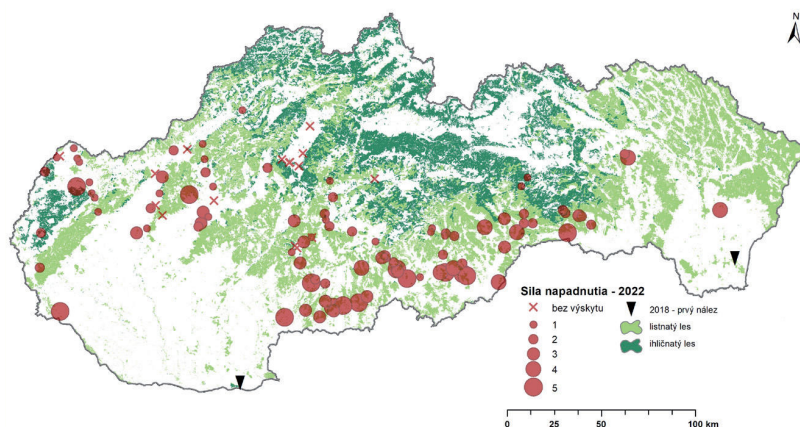 N
Sila napadnutia - 2022
bez výskytu
1
2
3
4
5
2018 - prvý nález
listnatý les
ihličnatý les
0 25 50 100 km